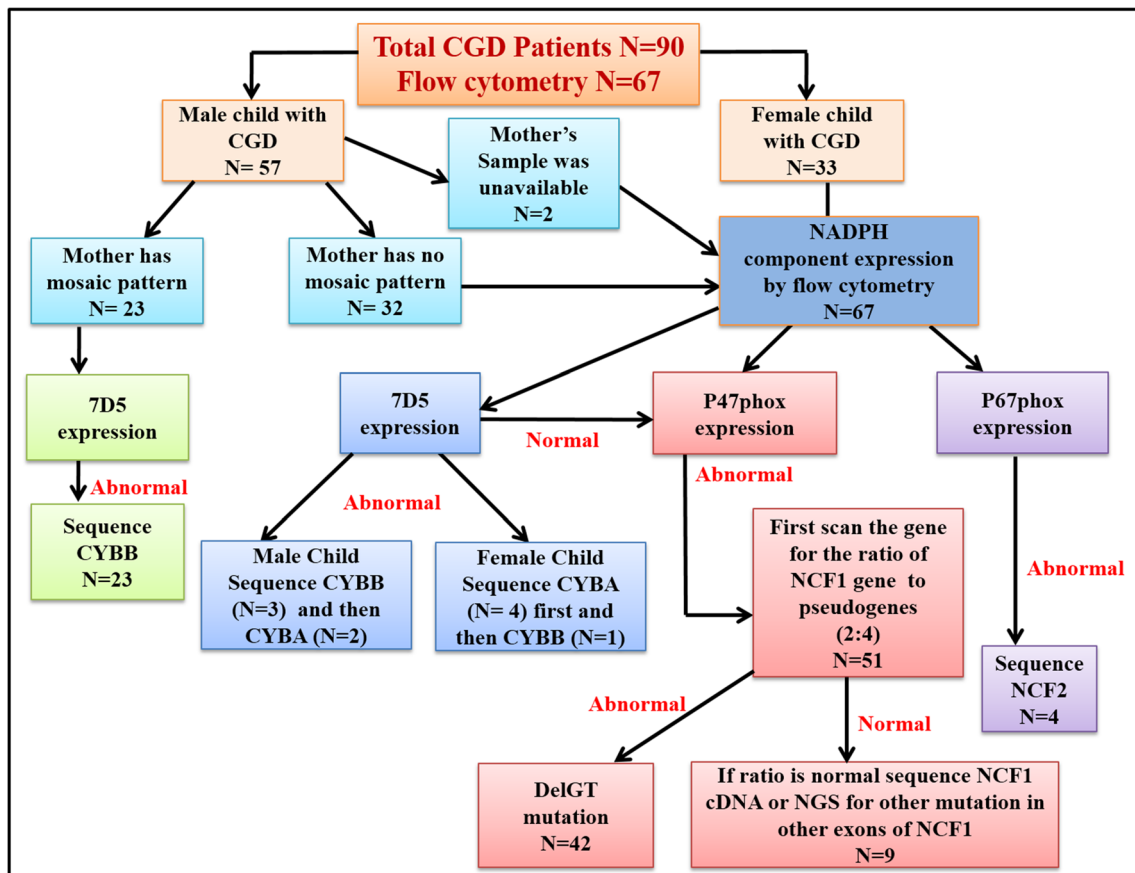 Total CGD Patients N=90
Flow cytometry N=67
Male child with
CGD
N= 57
Mother's
Sample was
unavailable
N=2
Female child
with CGD
N=33
Mother has
mosaic pattern
N= 23
Mother has no
mosaic pattern
N= 32
NADPH
component expression
by flow cytometry
N=67
7D5
expression
7D5
expression
Normal
P47phox
expression
P67phox
expression
Abnormal
Sequence
CYBB
N=23
Abnormal
Male Child
Sequence CYBB
(N=3) and then
CYBA (N=2)
Female Child
Sequence CYBA
(N= 4) first and
then CYBB (N=1)
Abnormal
First scan the gene
for the ratio of
NCF1 gene to
pseudogenes
(2:4)
N=51
Abnormal
Sequence
NCF2
N=4
Abnormal
Normal
DelGT
mutation
N=42
If ratio is normal sequence NCF1
cDNA or NGS for other mutation in
other exons of NCF1
N=9